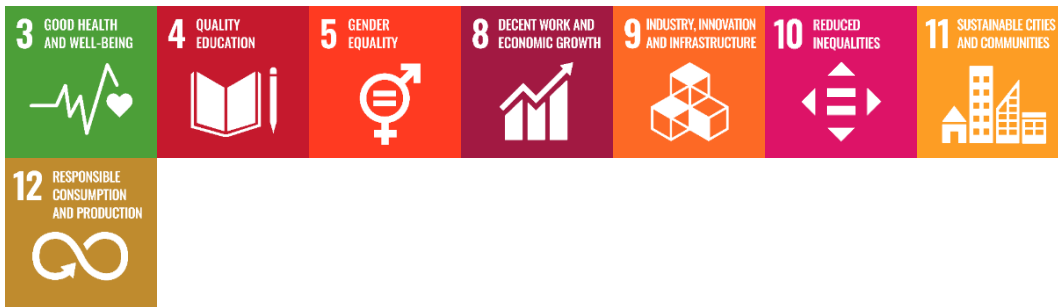 3 GOOD HEALTH
AND WELL-BEING
4 QUALITY
EDUCATION
5 GENDER
EQUALITY
8 DECENT WORK AND
ECONOMIC GROWTH
9 INDUSTRY, INNOVATION
AND INFRASTRUCTURE
10 REDUCED
INEQUALITIES
11 SUSTAINABLE CITIES
AND COMMUNITIES
12 RESPONSIBLE
CONSUMPTION
AND PRODUCTION